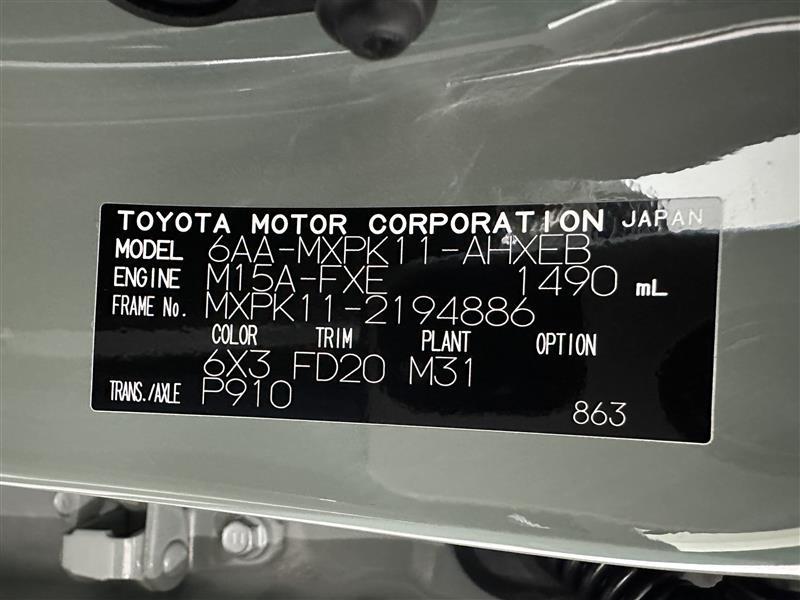 TOYOTA MOTOR CORPORATION JAPAN
MODEL 6AA-MXPK11-AHXEB
ENGINE M15A-FXE 1490 mL
FRAME No. MXPK11-2194886
COLOR TRIM PLANT OPTION
6X3 FD20 M31
TRANS./AXLE P910
863